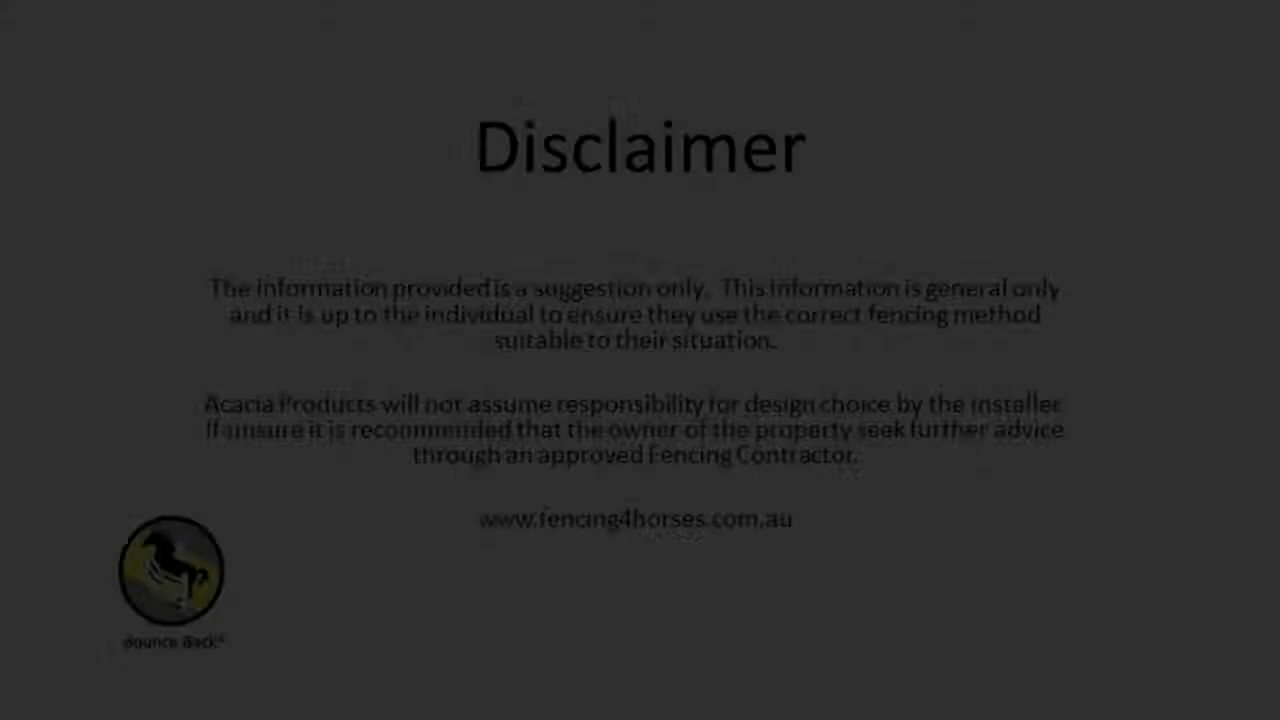 Disclaimer
The information provided is a suggestion only. This information is general only
and it is up to the individual to ensure they use the correct fencing method
suitable to their situation.
Acacia Products will not assume responsibility for design choice by the installer
If unsure it is recommended that the owner of the property seek further advice
through an approved Fencing Contractor.
www.fencing4horses.com.au
Bounce Back®